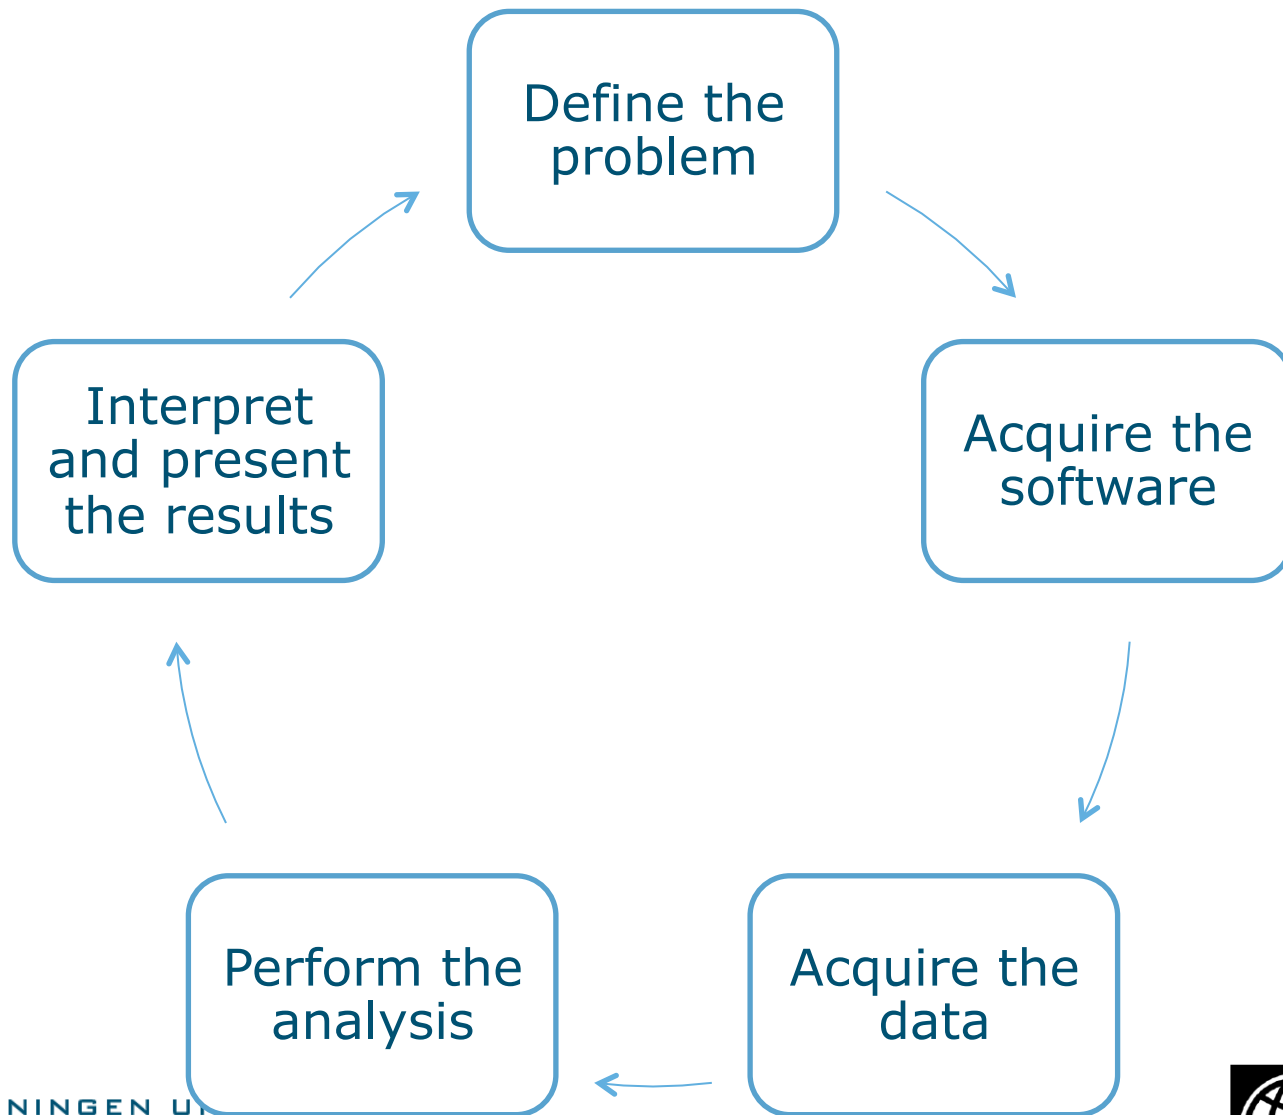 Define the
problem
Acquire the
software
Acquire the
data
Perform the
analysis
Interpret
and present
the results
NINGEN U